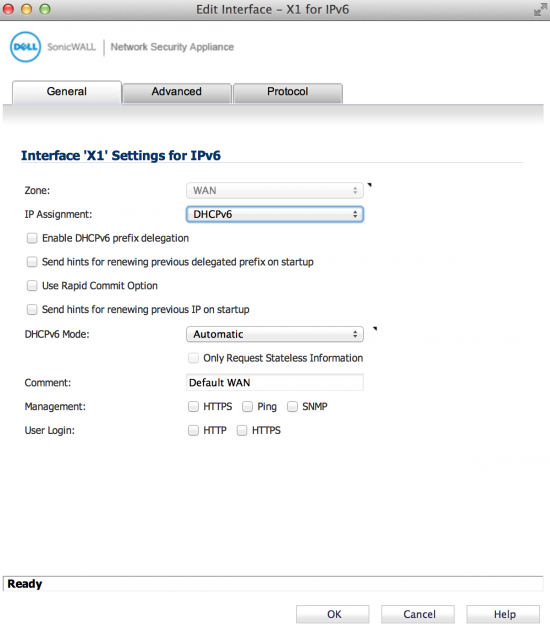 Edit Interface – X1 for IPv6
DELL SonicWALL | Network Security Appliance
General Advanced Protocol
Interface 'X1' Settings for IPv6
Zone: WAN
IP Assignment: DHCPv6
Enable DHCPv6 prefix delegation
Send hints for renewing previous delegated prefix on startup
Use Rapid Commit Option
Send hints for renewing previous IP on startup
DHCPv6 Mode: Automatic
Only Request Stateless Information
Comment: Default WAN
Management: HTTPS Ping SNMP
User Login: HTTP HTTPS
Ready
OK Cancel Help